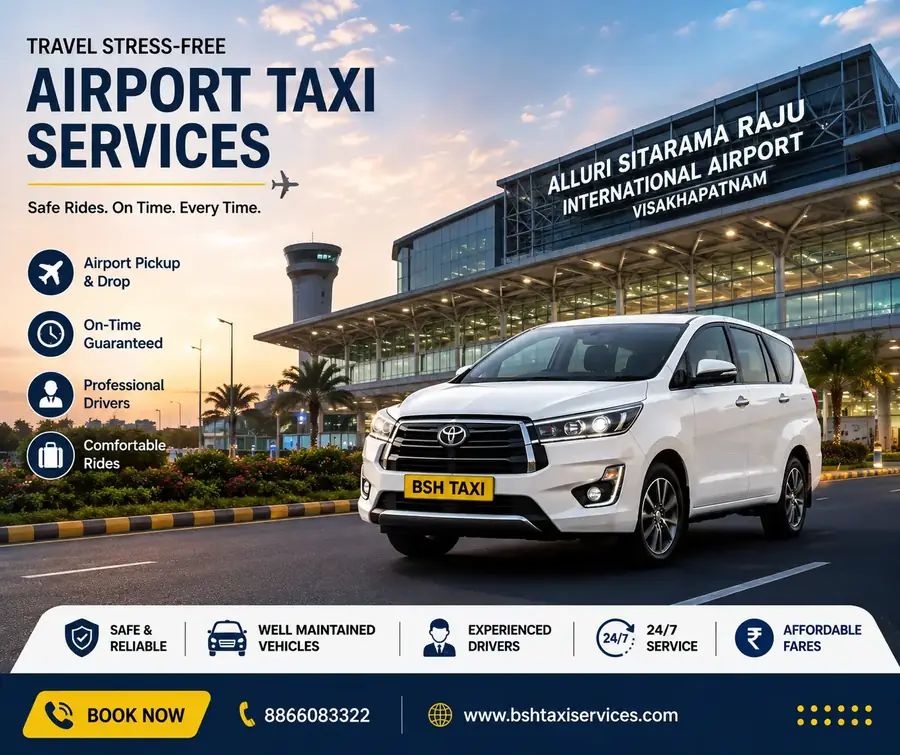 TRAVEL STRESS-FREE
AIRPORT TAXI
SERVICES
Safe Rides. On Time. Every Time.
ALLURI SITARAMA RAJU
INTERNATIONAL AIRPORT
VISAKHAPATNAM
Airport Pickup
& Drop
On-Time
Guaranteed
Professional
Drivers
Comfortable
Rides
BSH TAXI
SAFE &
RELIABLE
WELL MAINTAINED
VEHICLES
EXPERIENCED
DRIVERS
24/7
24/7
SERVICE
₹
AFFORDABLE
FARES
BOOK NOW
8866083322
www.bshtaxiservices.com